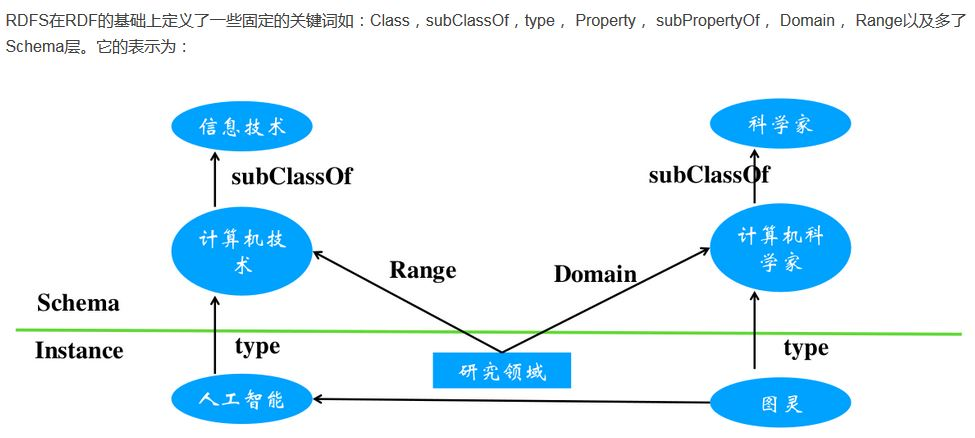 RDFS在RDF的基础上定义了一些固定的关键词如：Class，subClassOf，type， Property， subPropertyOf， Domain， Range以及多了
Schema层。它的表示为：
信息技术
科学家
subClassOf
subClassOf
计算机技
术
计算机科
学家
Range
Domain
Schema
Instance
type
type
研究领域
人工智能
图灵